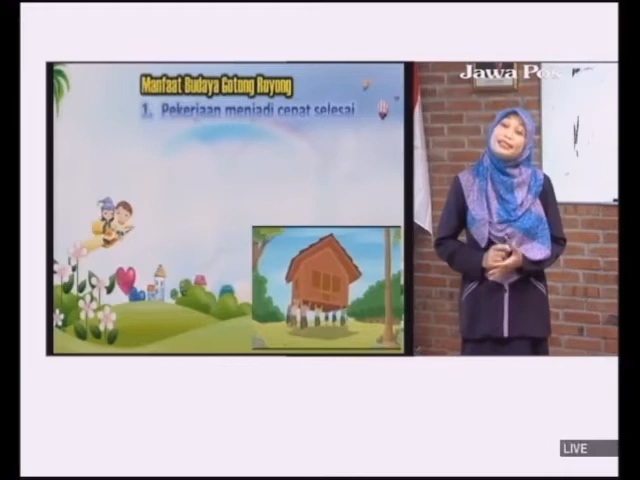 Manfaat Budaya Gotong Royong
1. Pekerjaan menjadi cepat selesai
Jawa Pos
LIVE